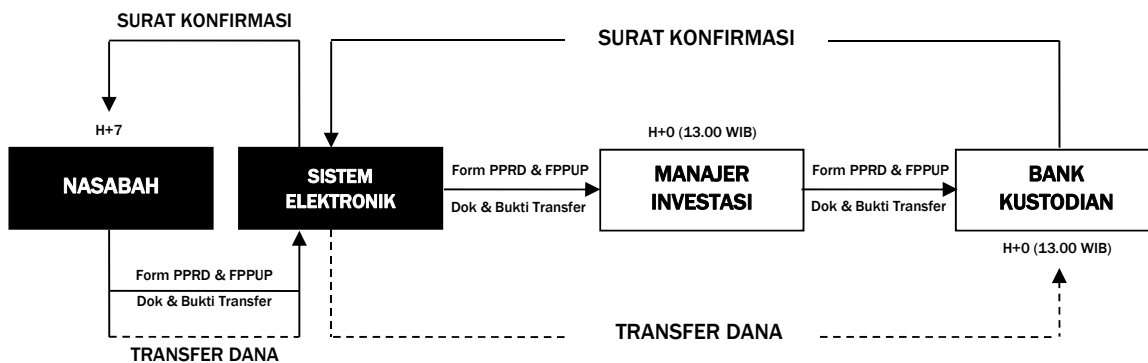 SURAT KONFIRMASI
SURAT KONFIRMASI
H+7
H+0 (13.00 WIB)
NASABAH
SISTEM
ELEKTRONIK
Form PPRD & FPPUP
Dok & Bukti Transfer
MANAJER
INVESTASI
Form PPRD & FPPUP
Dok & Bukti Transfer
BANK
KUSTODIAN
H+0 (13.00 WIB)
Form PPRD & FPPUP
Dok & Bukti Transfer
TRANSFER DANA
TRANSFER DANA